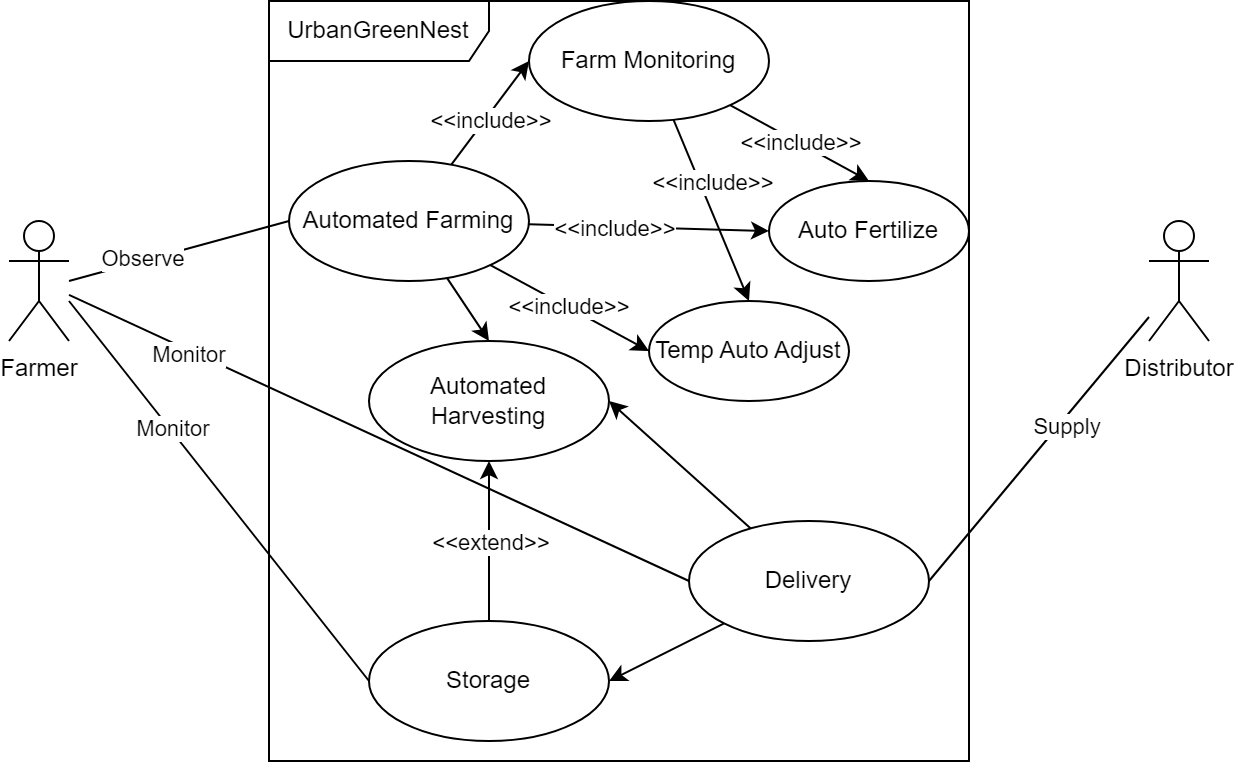 UrbanGreenNest
Farm Monitoring
<<include>>
<<include>>
<<include>>
Automated Farming
<<include>>
Auto Fertilize
Observe
<<include>>
Farmer
Monitor
Temp Auto Adjust
Distributor
Automated
Harvesting
Monitor
Supply
<<extend>>
Delivery
Storage